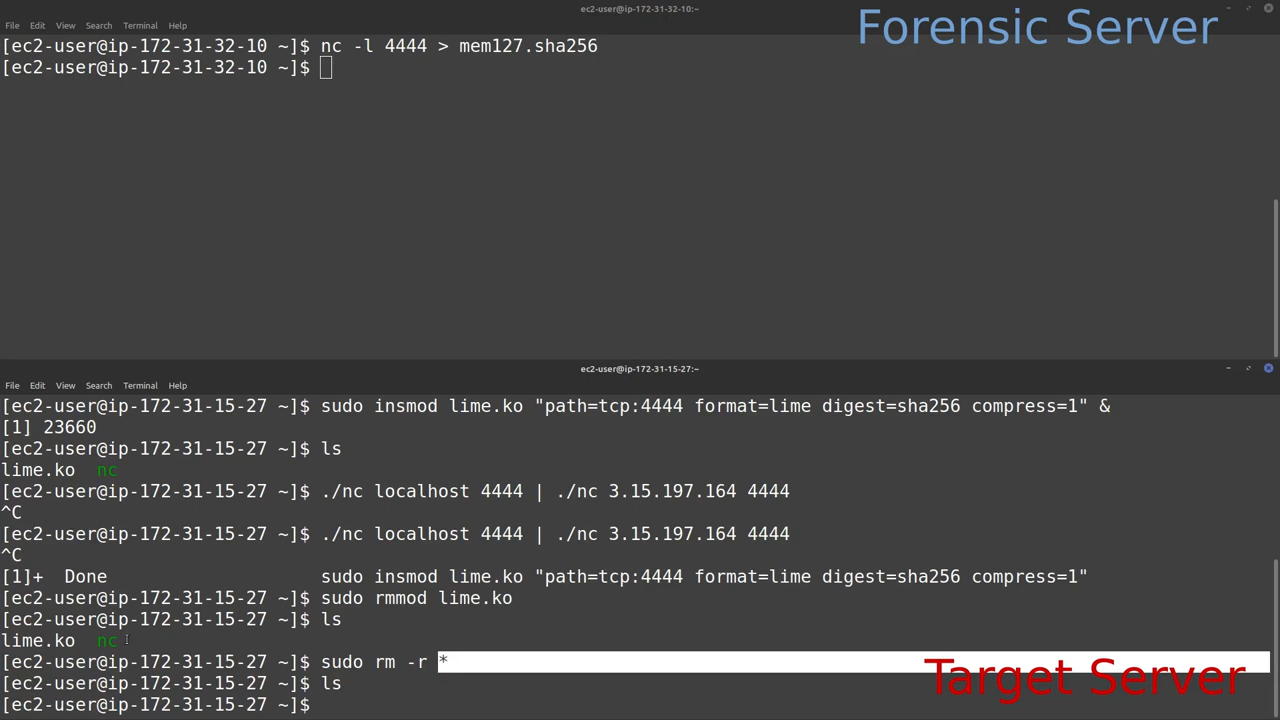 ec2-user@ip-172-31-32-10:~
File Edit View Search Terminal Help
Forensic Server
[ec2-user@ip-172-31-32-10 ~]$ nc -l 4444 > mem127.sha256
[ec2-user@ip-172-31-32-10 ~]$
ec2-user@ip-172-31-15-27:~
File Edit View Search Terminal Help
[ec2-user@ip-172-31-15-27 ~]$ sudo insmod lime.ko "path=tcp:4444 format=lime digest=sha256 compress=1" &
[1] 23660
[ec2-user@ip-172-31-15-27 ~]$ ls
lime.ko  nc
[ec2-user@ip-172-31-15-27 ~]$ ./nc localhost 4444 | ./nc 3.15.197.164 4444
^C
[ec2-user@ip-172-31-15-27 ~]$ ./nc localhost 4444 | ./nc 3.15.197.164 4444
^C
[1]+  Done                    sudo insmod lime.ko "path=tcp:4444 format=lime digest=sha256 compress=1"
[ec2-user@ip-172-31-15-27 ~]$ sudo rmmod lime.ko
[ec2-user@ip-172-31-15-27 ~]$ ls
lime.ko  nc
[ec2-user@ip-172-31-15-27 ~]$ sudo rm -r *
[ec2-user@ip-172-31-15-27 ~]$ ls
[ec2-user@ip-172-31-15-27 ~]$
Target Server